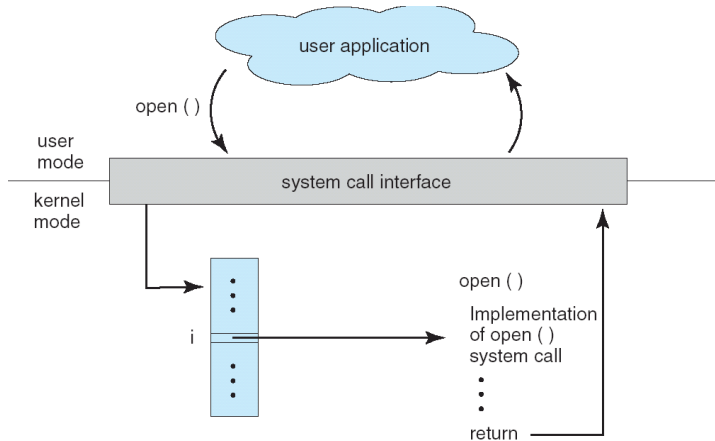 user application
open ( )
user
mode
system call interface
kernel
mode
open ( )
i
Implementation
of open ( )
system call
return